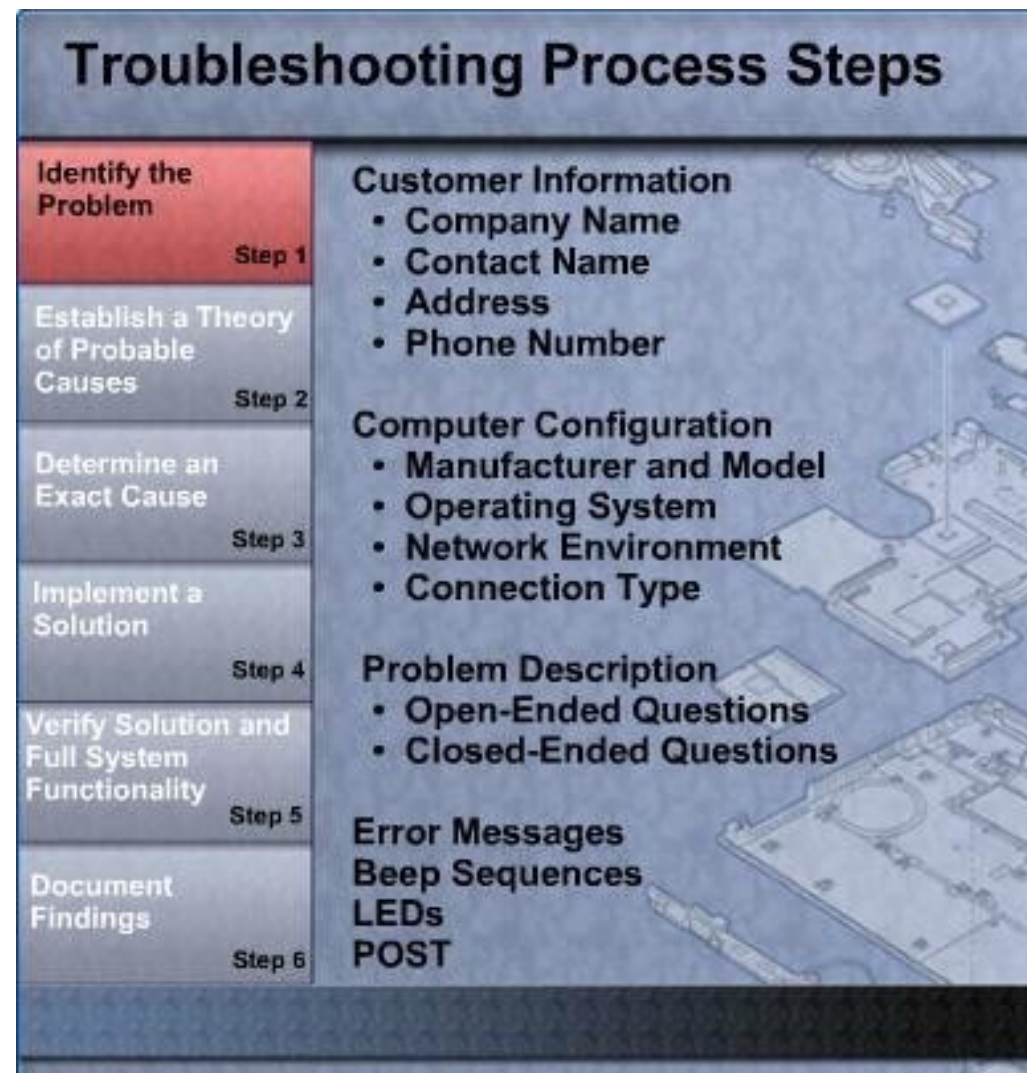 Troubleshooting Process Steps
Identify the
Problem
Step 1
Establish a Theory
of Probable
Causes
Step 2
Determine an
Exact Cause
Step 3
Implement a
Solution
Step 4
Verify Solution and
Full System
Functionality
Step 5
Document
Findings
Step 6
Customer Information
• Company Name
• Contact Name
• Address
• Phone Number
Computer Configuration
• Manufacturer and Model
• Operating System
• Network Environment
• Connection Type
Problem Description
• Open-Ended Questions
• Closed-Ended Questions
Error Messages
Beep Sequences
LEDs
POST